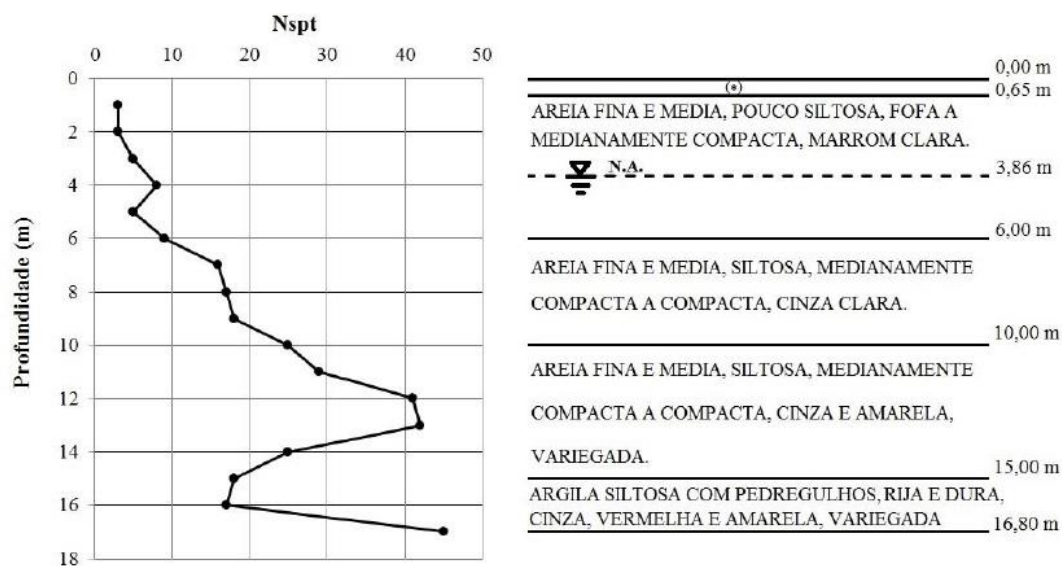 Nspt
0 10 20 30 40 50
Profundidade (m)
0
2
4
6
8
10
12
14
16
18
0,00 m
0,65 m
AREIA FINA E MEDIA, POUCO SILTOSA, FOFA A
MEDIANAMENTE COMPACTA, MARROM CLARA.
N.A.
3,86 m
6,00 m
AREIA FINA E MEDIA, SILTOSA, MEDIANAMENTE
COMPACTA A COMPACTA, CINZA CLARA.
10,00 m
AREIA FINA E MEDIA, SILTOSA, MEDIANAMENTE
COMPACTA A COMPACTA, CINZA E AMARELA,
VARIEGADA.
15,00 m
ARGILA SILTOSA COM PEDREGULHOS, RIJA E DURA,
CINZA, VERMELHA E AMARELA, VARIEGADA
16,80 m